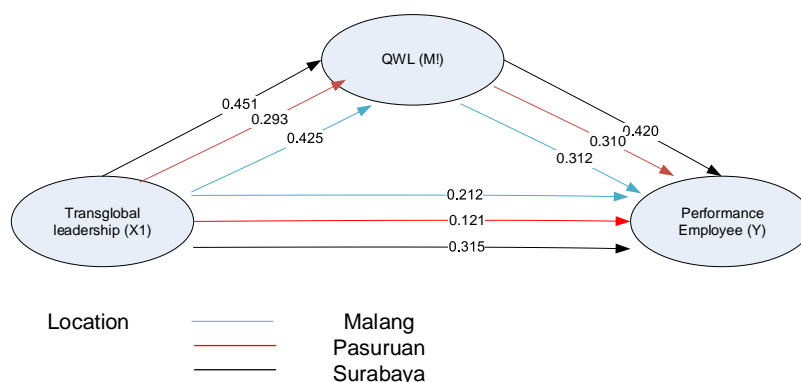 QWL (M!)
0.451
0.293
0.425
0.420
0.310
0.312
Transglobal
leadership (X1)
0.212
0.121
0.315
Performance
Employee (Y)
Location
Malang
Pasuruan
Surabaya